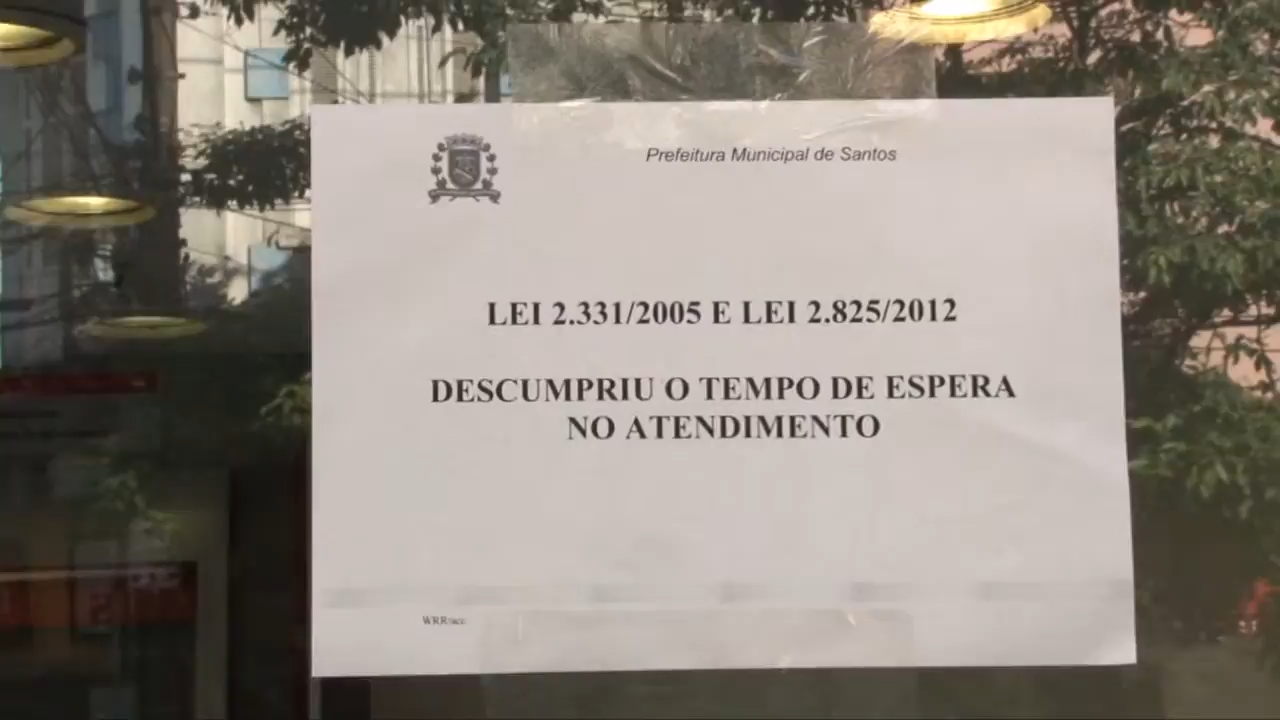 Prefeitura Municipal de Santos
LEI 2.331/2005 E LEI 2.825/2012
DESCUMPRIU O TEMPO DE ESPERA
NO ATENDIMENTO